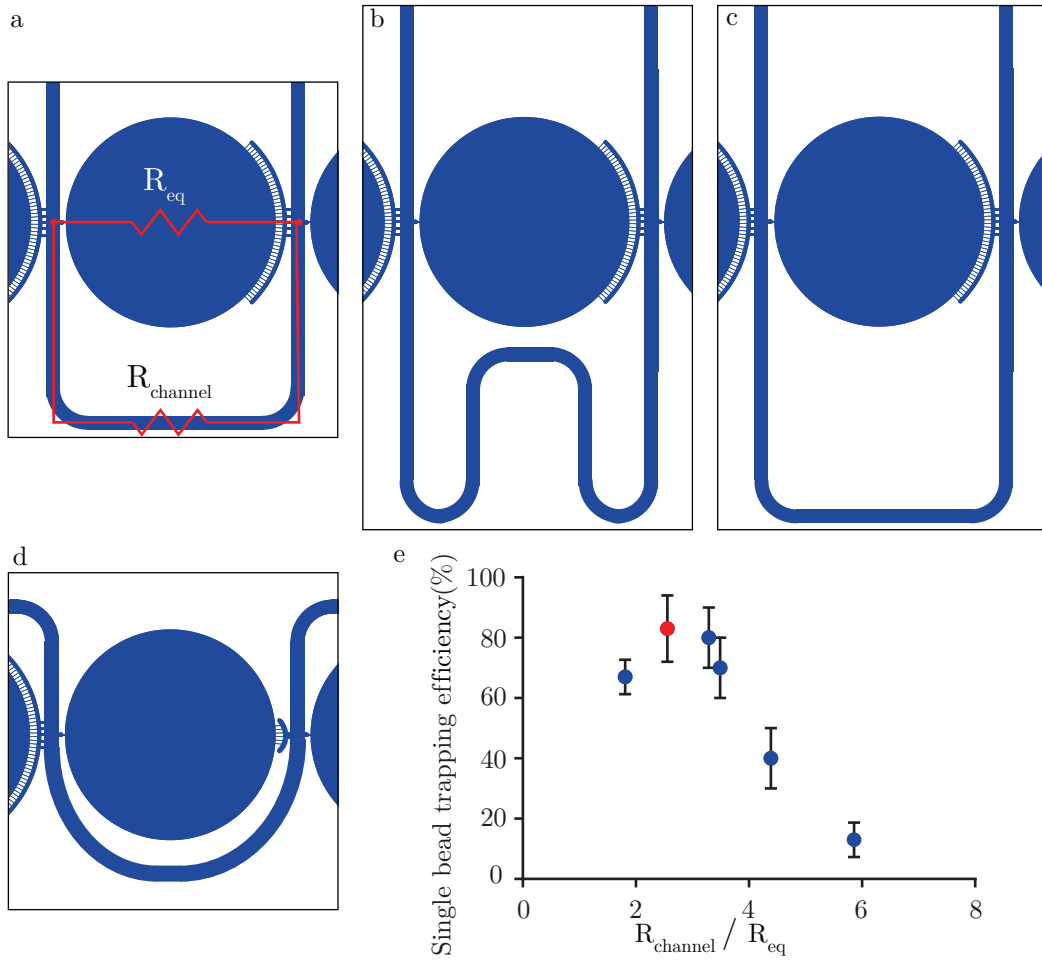 a
R_eq
R_channel
b
c
d
e
Single bead trapping efficiency(%)
100
80
60
40
20
0
0 2 4 6 8
R_channel / R_eq